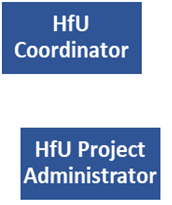 HfU
Coordinator
HfU Project
Administrator